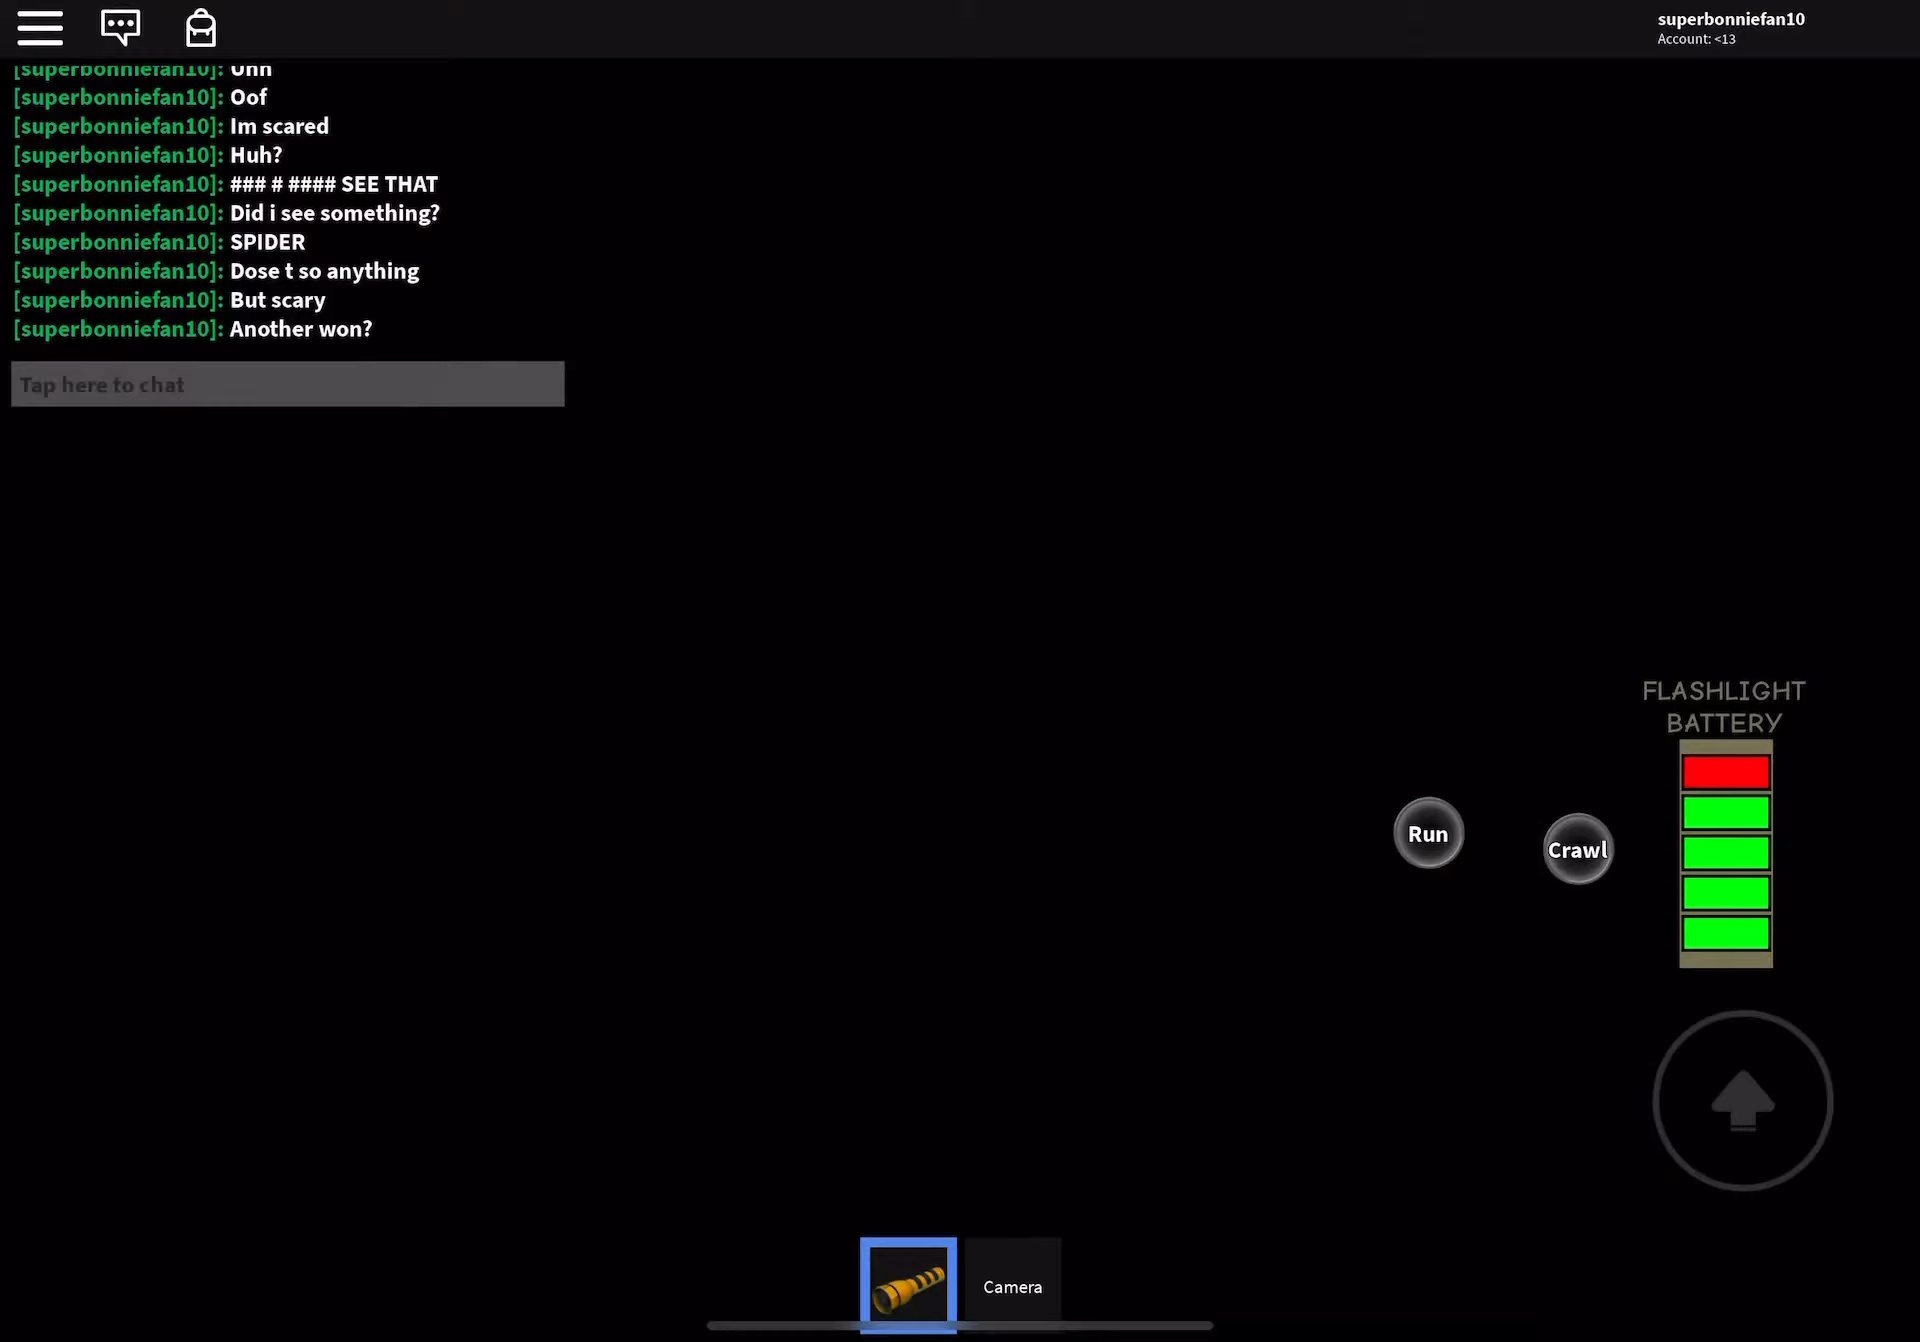 superbonniefan10
Account: <13
[superbonniefan10]: Uhh
[superbonniefan10]: Oof
[superbonniefan10]: Im scared
[superbonniefan10]: Huh?
[superbonniefan10]: ### # #### SEE THAT
[superbonniefan10]: Did i see something?
[superbonniefan10]: SPIDER
[superbonniefan10]: Dose t so anything
[superbonniefan10]: But scary
[superbonniefan10]: Another won?
Tap here to chat
FLASHLIGHT
BATTERY
Run
Crawl
Camera